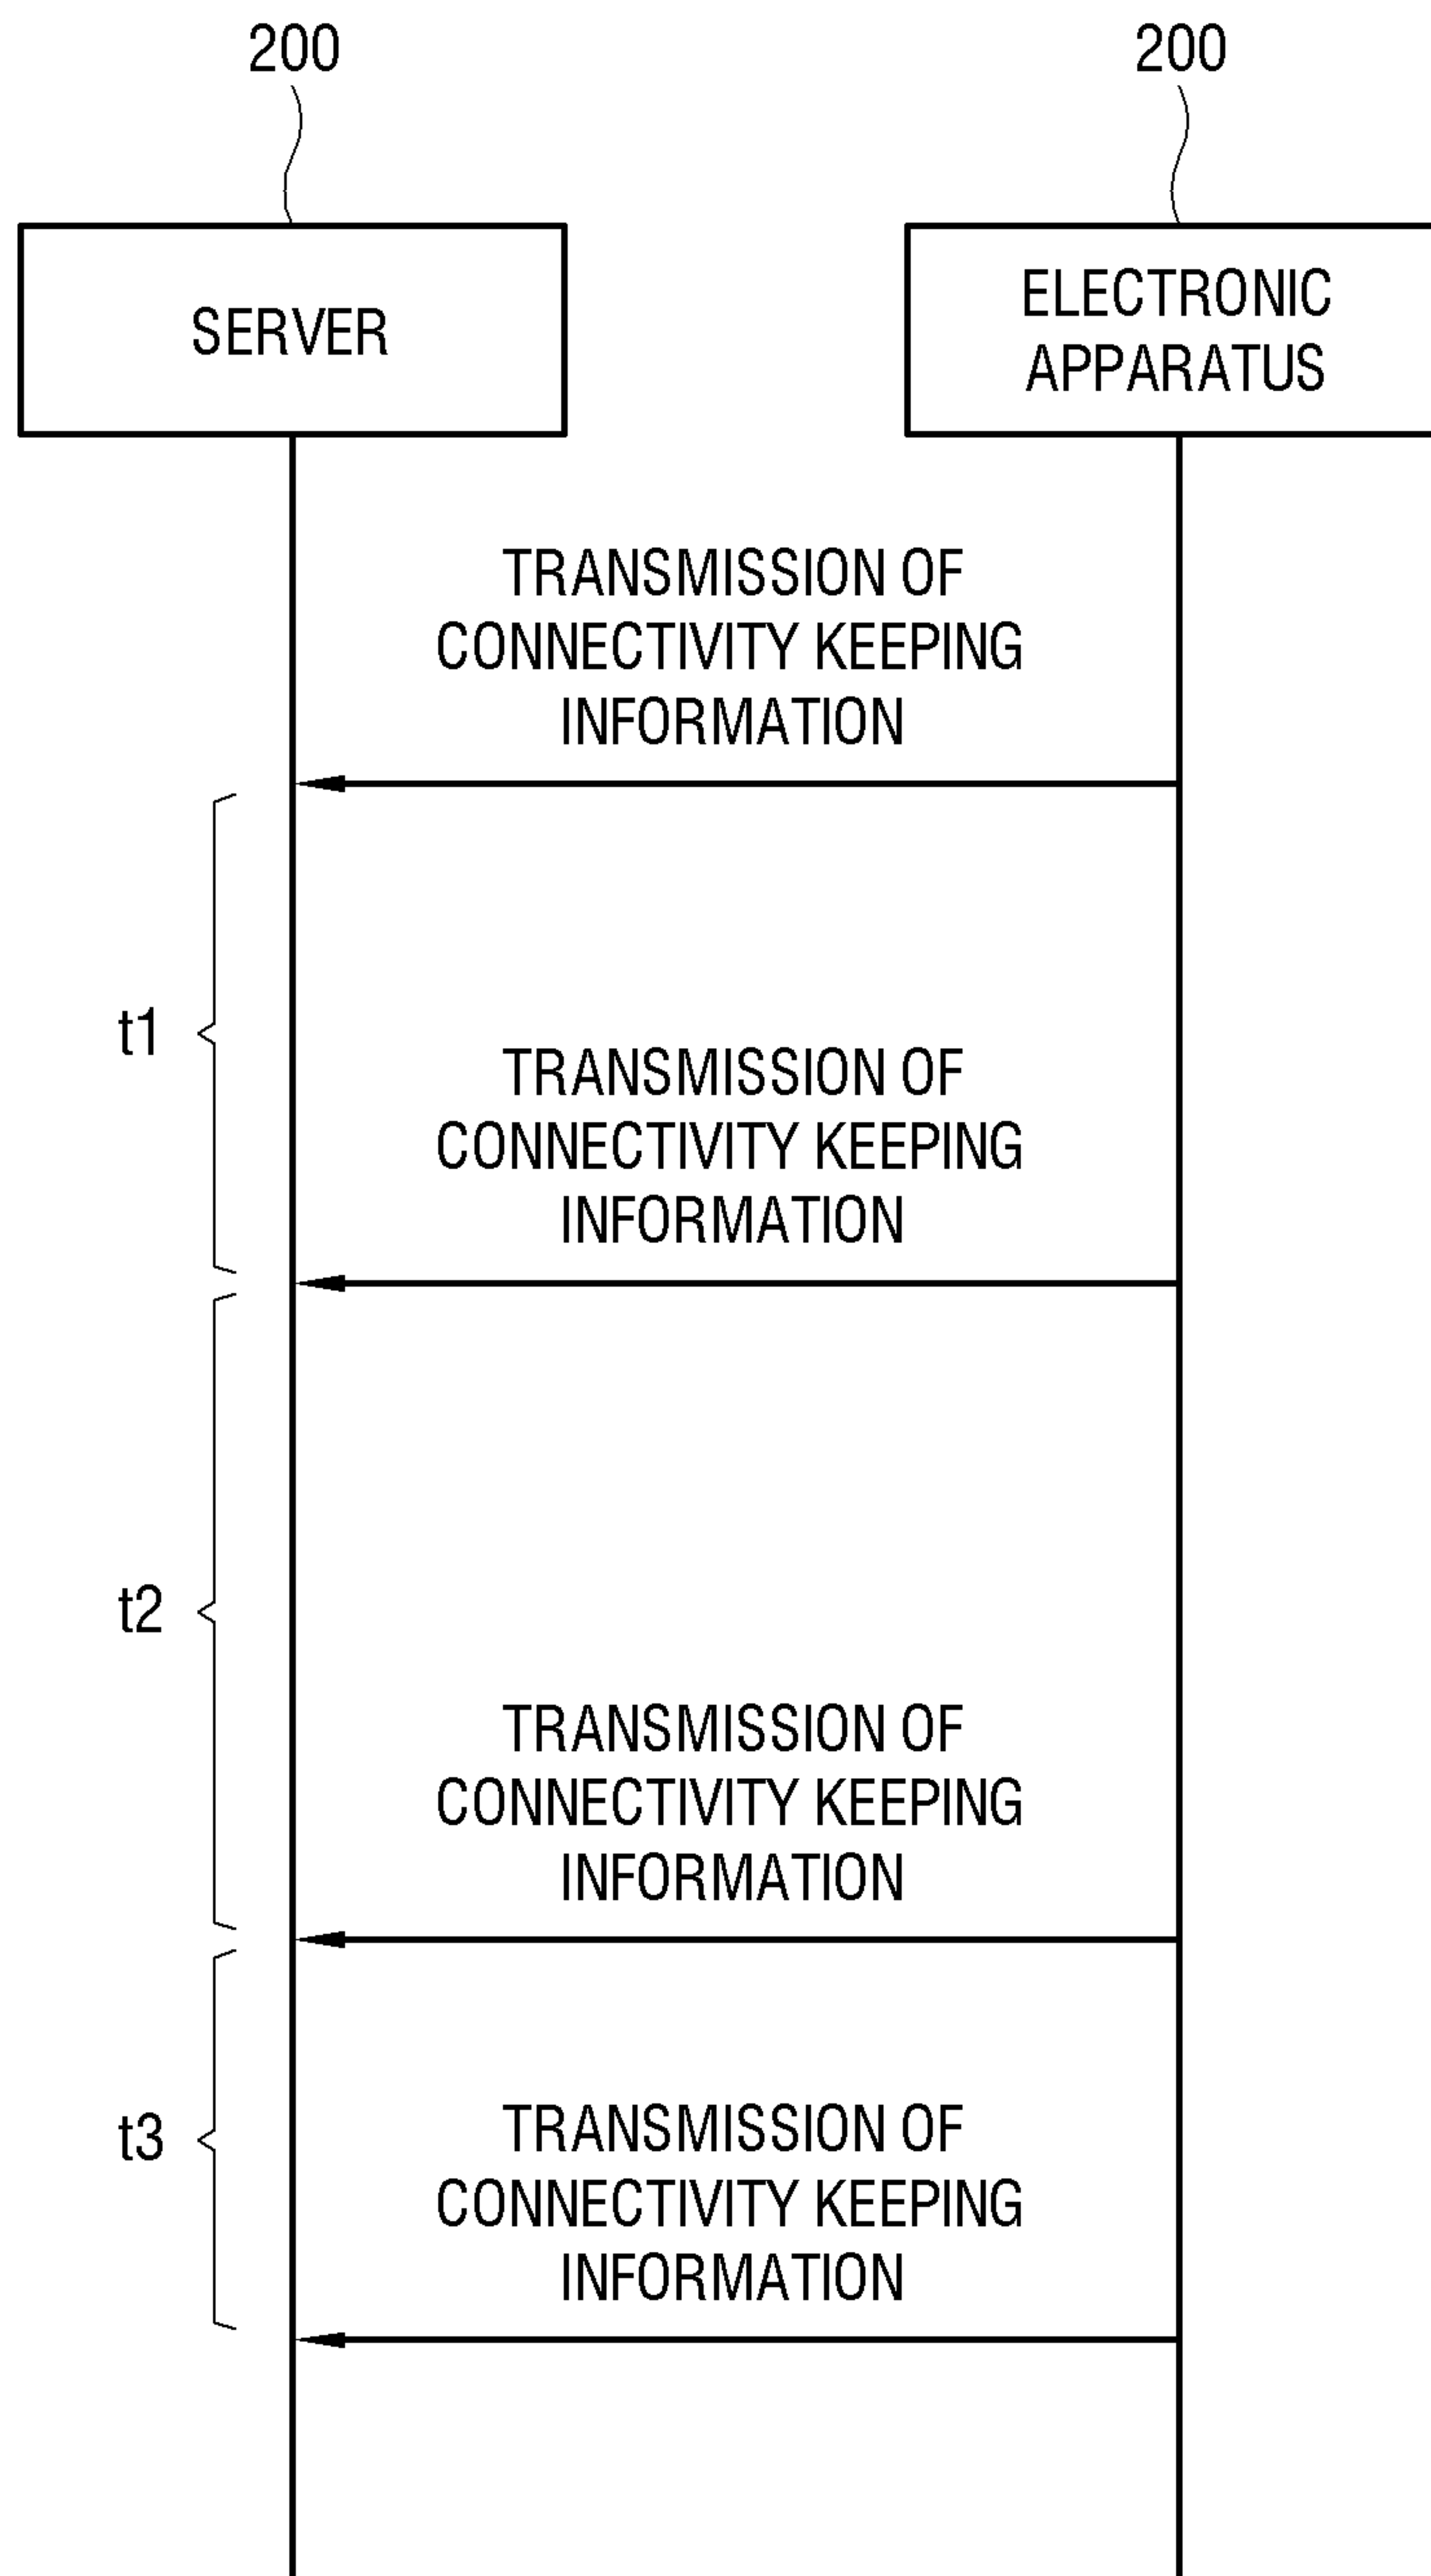 200
200
SERVER
ELECTRONIC
APPARATUS
TRANSMISSION OF
CONNECTIVITY KEEPING
INFORMATION
t1
TRANSMISSION OF
CONNECTIVITY KEEPING
INFORMATION
t2
TRANSMISSION OF
CONNECTIVITY KEEPING
INFORMATION
t3
TRANSMISSION OF
CONNECTIVITY KEEPING
INFORMATION